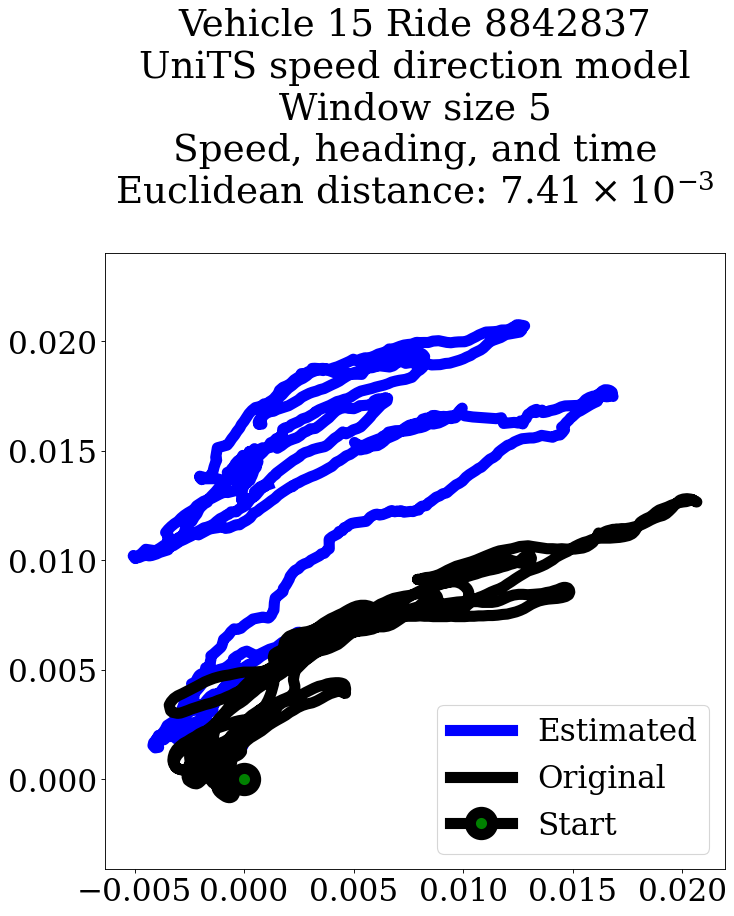 Vehicle 15 Ride 8842837
UniTS speed direction model
Window size 5
Speed, heading, and time
Euclidean distance: 7.41 × 10⁻³
0.020
0.015
0.010
0.005
0.000
Estimated
Original
Start
−0.005 0.000 0.005 0.010 0.015 0.020